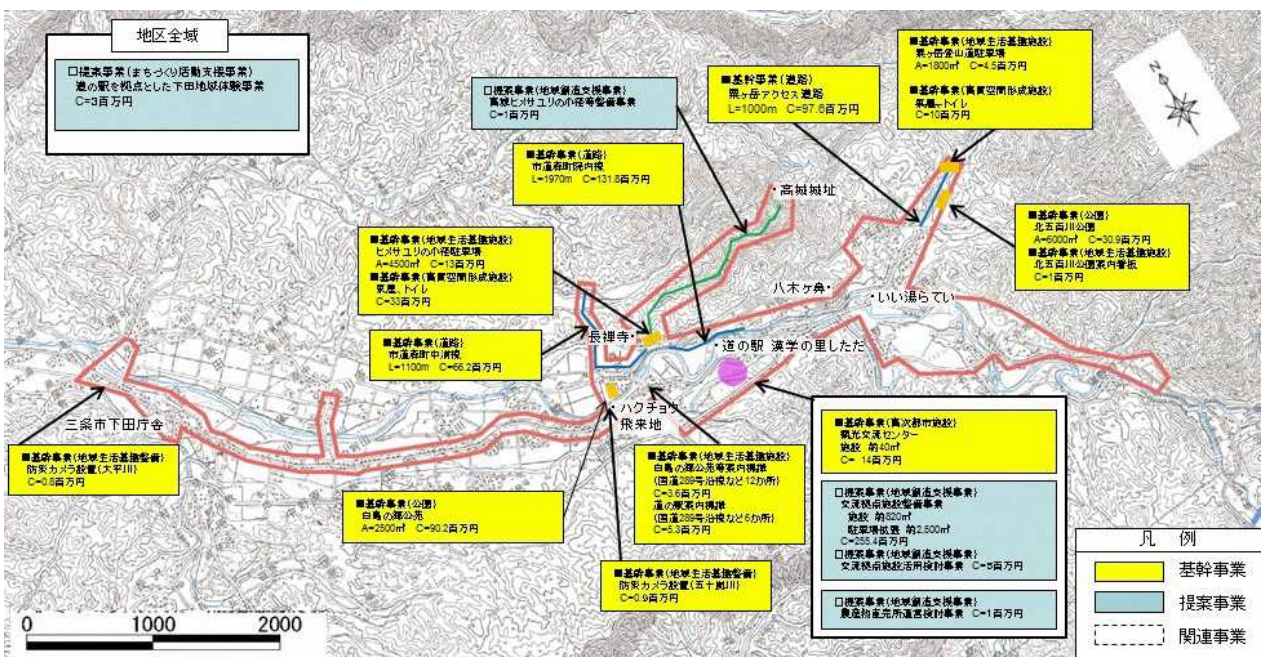 地区全域
□提案事業(まちづくり活動支援事業)
道の駅を拠点とした下田地域体験事業
C=3百万円
□提案事業(地域創造支援事業)
高城ヒメサユリの小径等整備事業
C=1百万円
■基幹事業(道路)
粟ヶ岳アクセス道路
L=1000m C=97.6百万円
■基幹事業(地域生活基盤施設)
粟ヶ岳登山道駐車場
A=1800㎡ C=4.5百万円
■基幹事業(高質空間形成施設)
東屋、トイレ
C=10百万円
N
■基幹事業(道路)
市道森町院内線
L=1970m C=131.8百万円
・高城城址
■基幹事業(公園)
北五百川公園
A=6000㎡ C=30.9百万円
■基幹事業(地域生活基盤施設)
北五百川公園案内看板
C=1百万円
■基幹事業(地域生活基盤施設)
ヒメサユリの小径駐車場
A=4500㎡ C=13百万円
■基幹事業(高質空間形成施設)
東屋、トイレ
C=33百万円
八木ヶ鼻・
・いい湯らてい
長禅寺・
・道の駅 漢学の里しただ
■基幹事業(道路)
市道森町中浦線
L=1100m C=66.2百万円
・ハクチョウ
飛来地
三条市下田庁舎
■基幹事業(地域生活基盤整備)
防災カメラ設置(大平川)
C=0.8百万円
■基幹事業(公園)
白鳥の郷公苑
A=2500㎡ C=90.2百万円
■基幹事業(地域生活基盤施設)
白鳥の郷公苑等案内標識
(国道289号沿線など12か所)
C=3.6百万円
道の駅案内標識
(国道289号沿線など6か所)
C=5.3百万円
■基幹事業(地域生活基盤整備)
防災カメラ設置(五十嵐川)
C=0.9百万円
■基幹事業(高次都市施設)
観光交流センター
施設 約40㎡
C= 14百万円
□提案事業(地域創造支援事業)
交流拠点施設整備事業
施設 約820㎡
駐車場拡張 約2,500㎡
C=255.4百万円
□提案事業(地域創造支援事業)
交流拠点施設活用検討事業 C=5百万円
□提案事業(地域創造支援事業)
農産物直売所運営検討事業 C=1百万円
凡 例
基幹事業
提案事業
関連事業
0 1000 2000